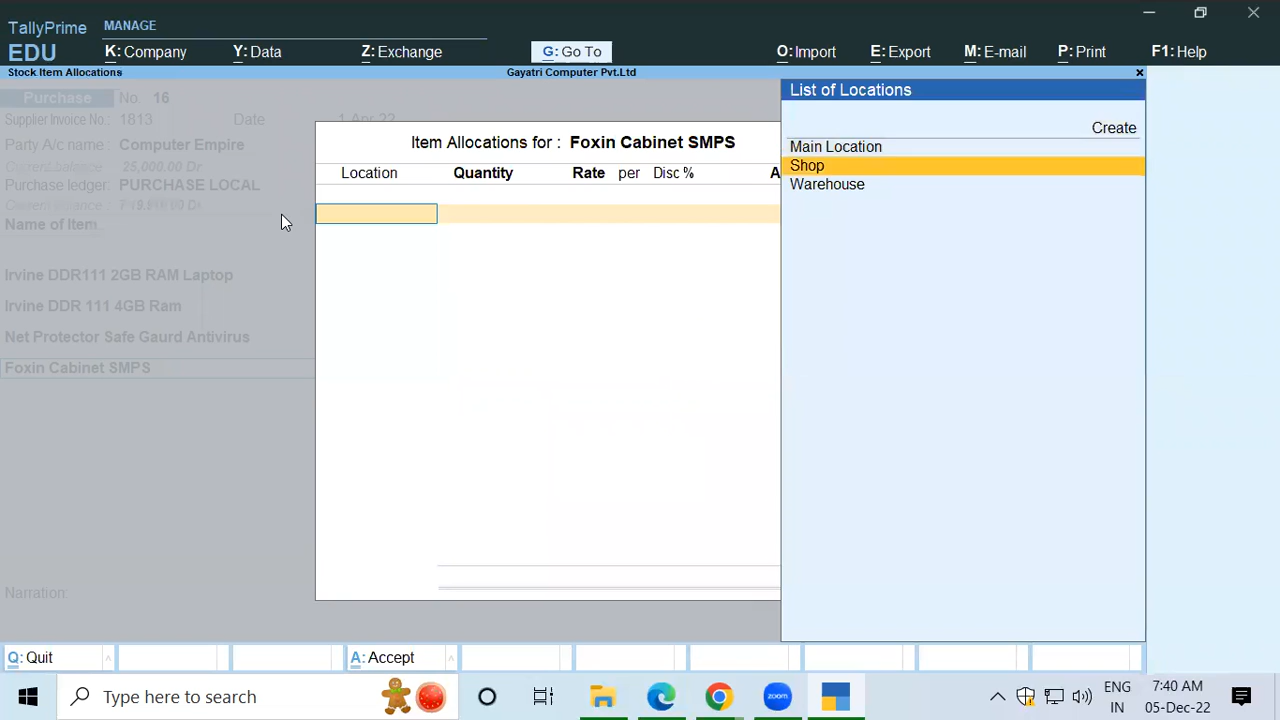 TallyPrime
EDU
MANAGE
K: Company
Y: Data
Z: Exchange
G: Go To
O: Import
E: Export
M: E-mail
P: Print
F1: Help
Stock Item Allocations
Gayatri Computer Pvt.Ltd
Purchase No. 16
Supplier Invoice No.: 1813 Date
1 Apr 22
Party A/c name : Computer Empire
Current balance : 25,000.00 Dr
Purchase ledger: PURCHASE LOCAL
Name of Item
Irvine DDR111 2GB RAM Laptop
Irvine DDR 111 4GB Ram
Net Protector Safe Gaurd Antivirus
Foxin Cabinet SMPS
Narration:
Item Allocations for : Foxin Cabinet SMPS
Location Quantity Rate per Disc %
List of Locations
Create
Main Location
Shop
Warehouse
Q: Quit
A: Accept
Type here to search
zoom
ENG
IN
7:40 AM
05-Dec-22